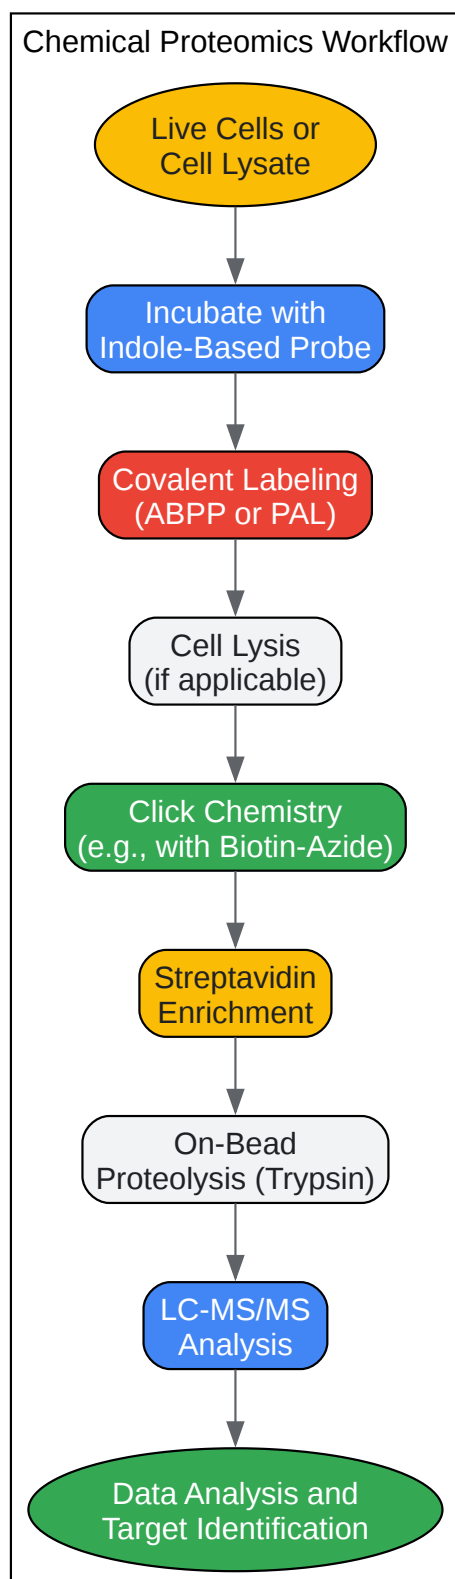 Chemical Proteomics Workflow
Live Cells or
Cell Lysate
Incubate with
Indole-Based Probe
Covalent Labeling
(ABPP or PAL)
Cell Lysis
(if applicable)
Click Chemistry
(e.g., with Biotin-Azide)
Streptavidin
Enrichment
On-Bead
Proteolysis (Trypsin)
LC-MS/MS
Analysis
Data Analysis and
Target Identification